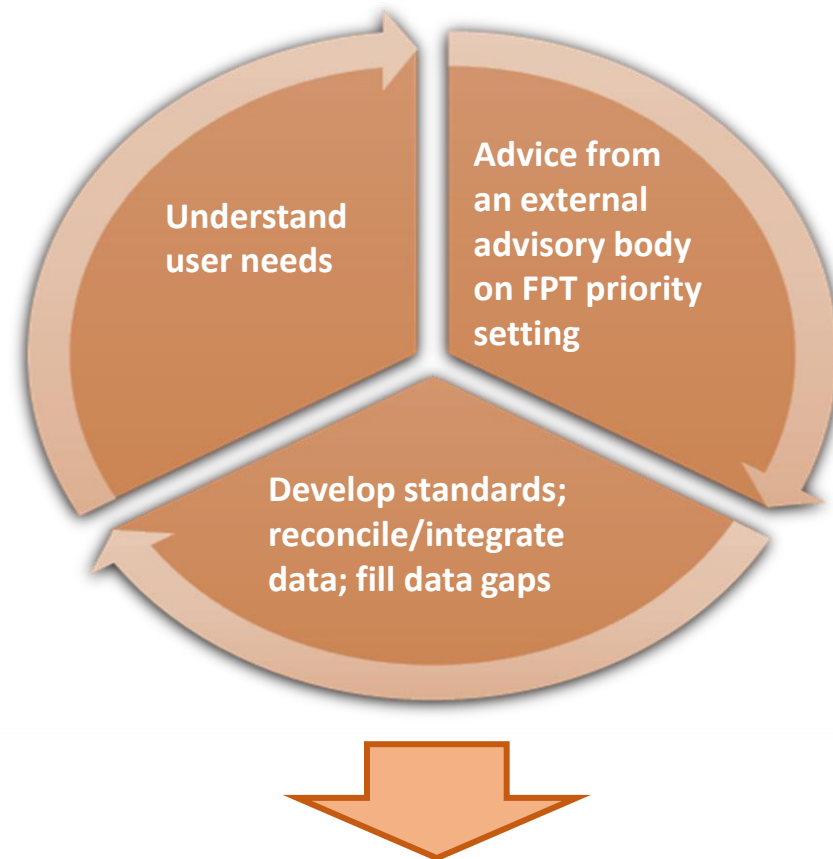 Understand
user needs
Advice from
an external
advisory body
on FPT priority
setting
Develop standards;
reconcile/integrate
data; fill data gaps